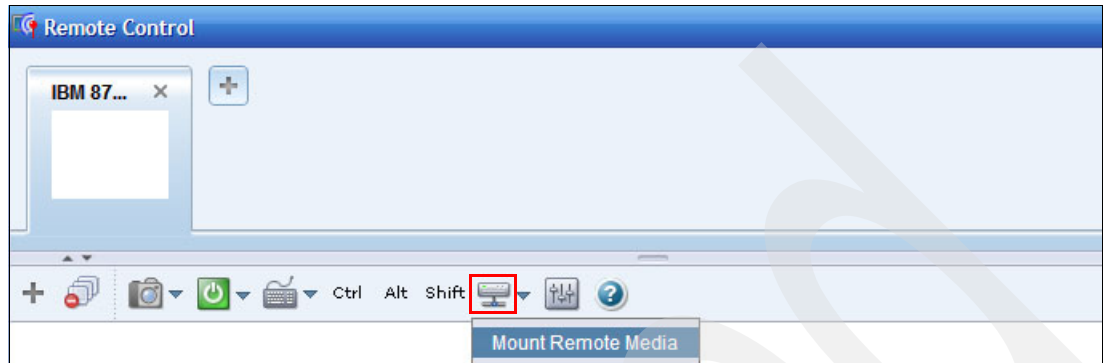 Remote Control
IBM 87... ×
Ctrl Alt Shift
Mount Remote Media